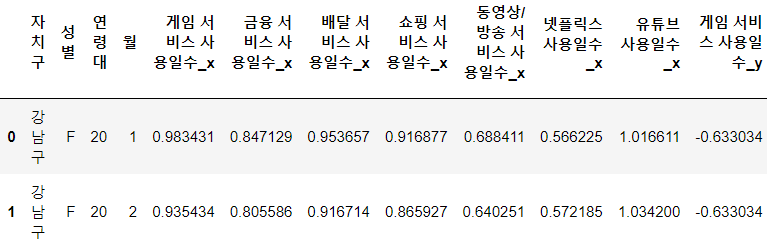 자치구 성별 연령대 월 게임 서비스 사용일수_x 금융 서비스 사용일수_x 배달 서비스 사용일수_x 쇼핑 서비스 사용일수_x 동영상/방송 서비스 사용일수_x 넷플릭스 사용일수_x 유튜브 사용일수_x 게임 서비스 사용일수_y
0 강남구 F 20 1 0.983431 0.847129 0.953657 0.916877 0.688411 0.566225 1.016611 -0.633034
1 강남구 F 20 2 0.935434 0.805586 0.916714 0.865927 0.640251 0.572185 1.034200 -0.633034